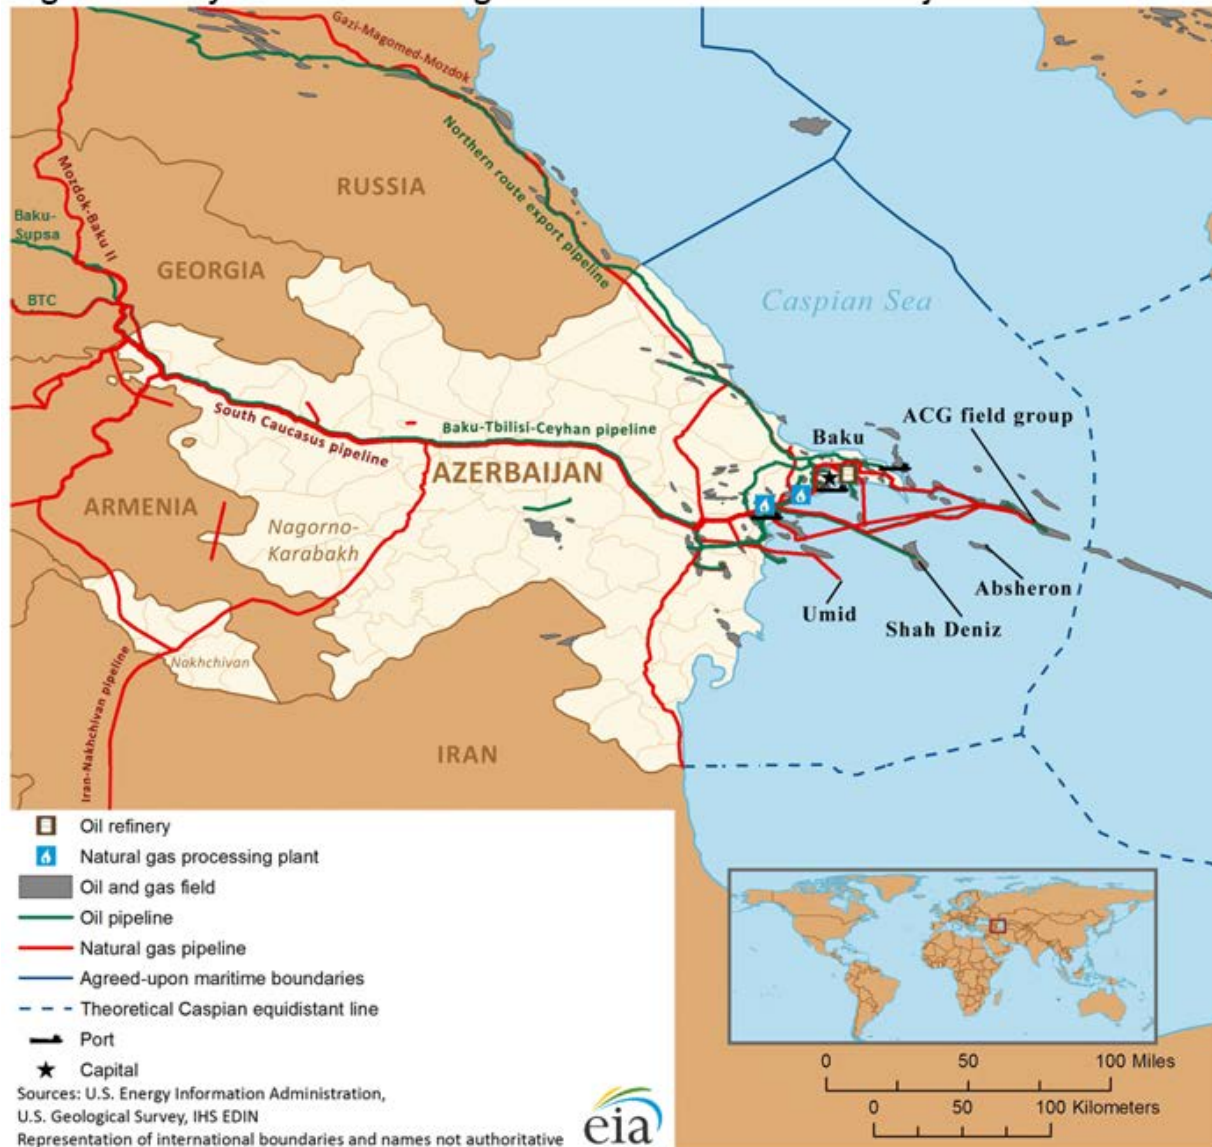 Gazi-Magomed-Mozdok
Northern route export pipeline
RUSSIA
Mozdok-Baku II
Baku-
Supsa
GEORGIA
BTC
Caspian Sea
ACG field group
Baku
South Caucasus pipeline
Baku-Tbilisi-Ceyhan pipeline
AZERBAIJAN
ARMENIA
Nagorno-
Karabakh
Absheron
Umid
Shah Deniz
Nakhchivan
Iran-Nakhchivan pipeline
IRAN
Oil refinery
Natural gas processing plant
Oil and gas field
Oil pipeline
Natural gas pipeline
Agreed-upon maritime boundaries
Theoretical Caspian equidistant line
Port
Capital
Sources: U.S. Energy Information Administration,
U.S. Geological Survey, IHS EDIN
Representation of international boundaries and names not authoritative
eia
0 50 100 Miles
0 50 100 Kilometers